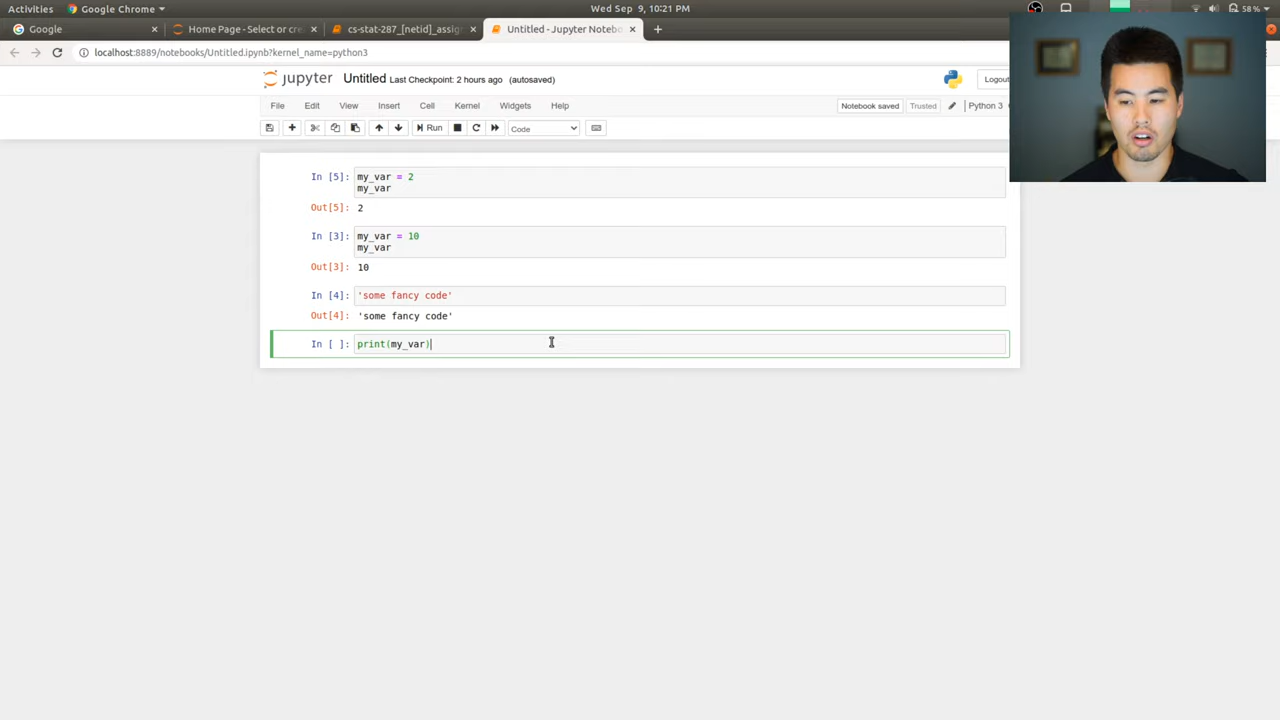 Activities
Google Chrome
Wed Sep 9, 10:21 PM
58%
Google
Home Page - Select or cre
cs-stat-287_[netid]_assig
Untitled - Jupyter Notebo
localhost:8889/notebooks/Untitled.ipynb?kernel_name=python3
jupyter Untitled Last Checkpoint: 2 hours ago (autosaved)
Logout
File Edit View Insert Cell Kernel Widgets Help
Notebook saved Trusted Python 3
Run Code
In [5]: my_var = 2
my_var
Out[5]: 2
In [3]: my_var = 10
my_var
Out[3]: 10
In [4]: 'some fancy code'
Out[4]: 'some fancy code'
In [ ]: print(my_var)